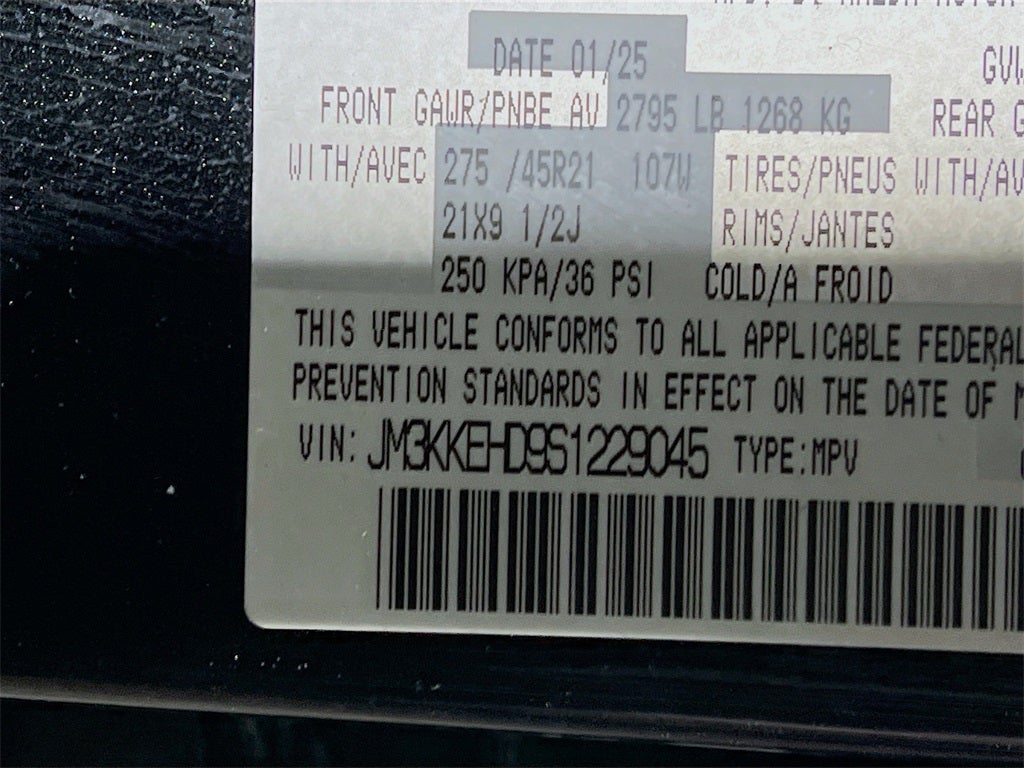 DATE 01/25
GVW
FRONT GAWR/PNBE AV 2795 LB 1268 KG REAR G
WITH/AVEC 275 /45R21 107W TIRES/PNEUS WITH/AV
21X9 1/2J RIMS/JANTES
250 KPA/36 PSI COLD/A FROID
THIS VEHICLE CONFORMS TO ALL APPLICABLE FEDERAL
PREVENTION STANDARDS IN EFFECT ON THE DATE OF M
VIN: JM3KKEHD9S1229045 TYPE:MPV